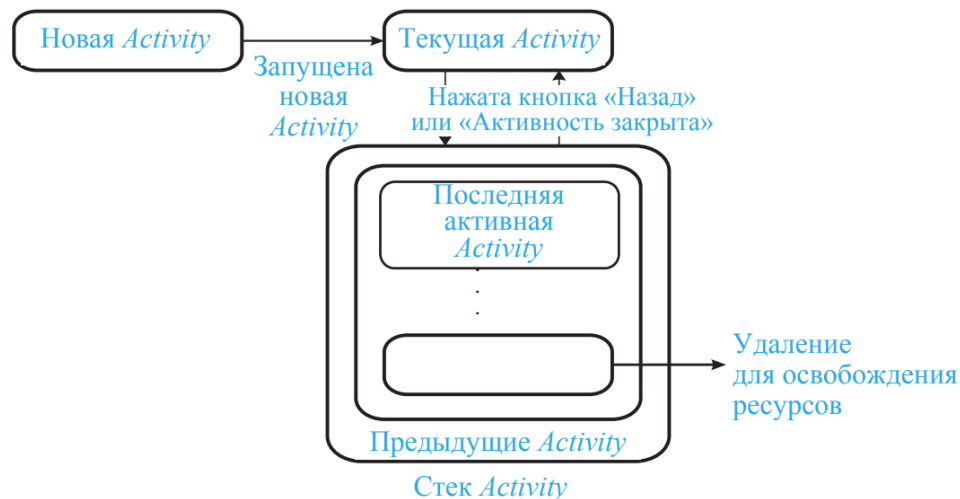 Новая Activity
Текущая Activity
Запущена
новая
Activity
Нажата кнопка «Назад»
или «Активность закрыта»
Последняя
активная
Activity
Удаление
для освобождения
ресурсов
Предыдущие Activity
Стек Activity